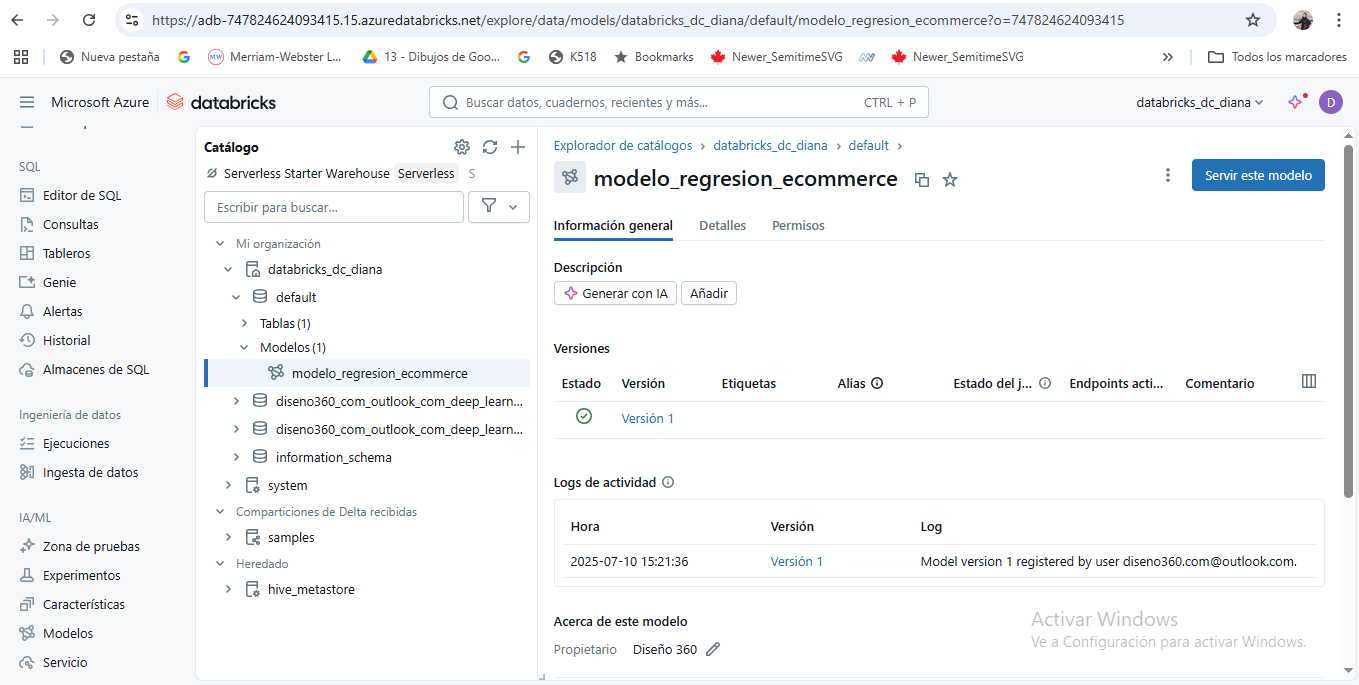 https://adb-747824624093415.15.azuredatabricks.net/explore/data/models/databricks_dc_diana/default/modelo_regresion_ecommerce?o=747824624093415
Nueva pestaña
Merriam-Webster L...
13 - Dibujos de Goo...
K518
Bookmarks
Newer_SemitimeSVG
Newer_SemitimeSVG
Todos los marcadores
Microsoft Azure
databricks
Buscar datos, cuadernos, recientes y más...
CTRL + P
databricks_dc_diana
D
SQL
Editor de SQL
Consultas
Tableros
Genie
Alertas
Historial
Almacenes de SQL
Ingeniería de datos
Ejecuciones
Ingesta de datos
IA/ML
Zona de pruebas
Experimentos
Características
Modelos
Servicio
Catálogo
Serverless Starter Warehouse Serverless S
Escribir para buscar...
Mi organización
databricks_dc_diana
default
Tablas (1)
Modelos (1)
modelo_regresion_ecommerce
diseno360_com_outlook_com_deep_learn...
diseno360_com_outlook_com_deep_learn...
information_schema
system
Comparticiones de Delta recibidas
samples
Heredado
hive_metastore
Explorador de catálogos › databricks_dc_diana › default ›
modelo_regresion_ecommerce
Servir este modelo
Información general Detalles Permisos
Descripción
Generar con IA Añadir
Versiones
Estado Versión Etiquetas Alias Estado del j... Endpoints acti... Comentario
Versión 1
Logs de actividad
Hora Versión Log
2025-07-10 15:21:36 Versión 1 Model version 1 registered by user diseno360.com@outlook.com.
Acerca de este modelo
Propietario Diseño 360
Activar Windows
Ve a Configuración para activar Windows.